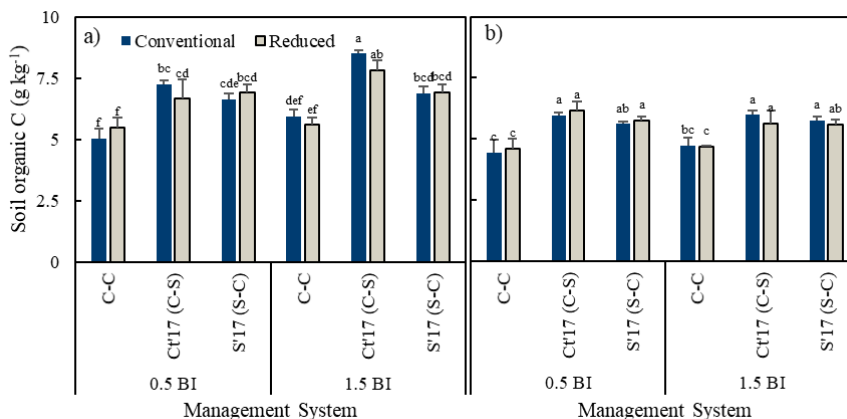 10
7.5
5
2.5
0
Soil organic C (g kg⁻¹)
a)
Conventional
Reduced
f f bc cd cde bcd def ef a ab bcd bcd
C-C
Ct'17 (C-S)
S'17 (S-C)
C-C
Ct'17 (C-S)
S'17 (S-C)
0.5 BI
1.5 BI
Management System
b)
c c a a ab a bc c a a a ab
C-C
Ct'17 (C-S)
S'17 (S-C)
C-C
Ct'17 (C-S)
S'17 (S-C)
0.5 BI
1.5 BI
Management System